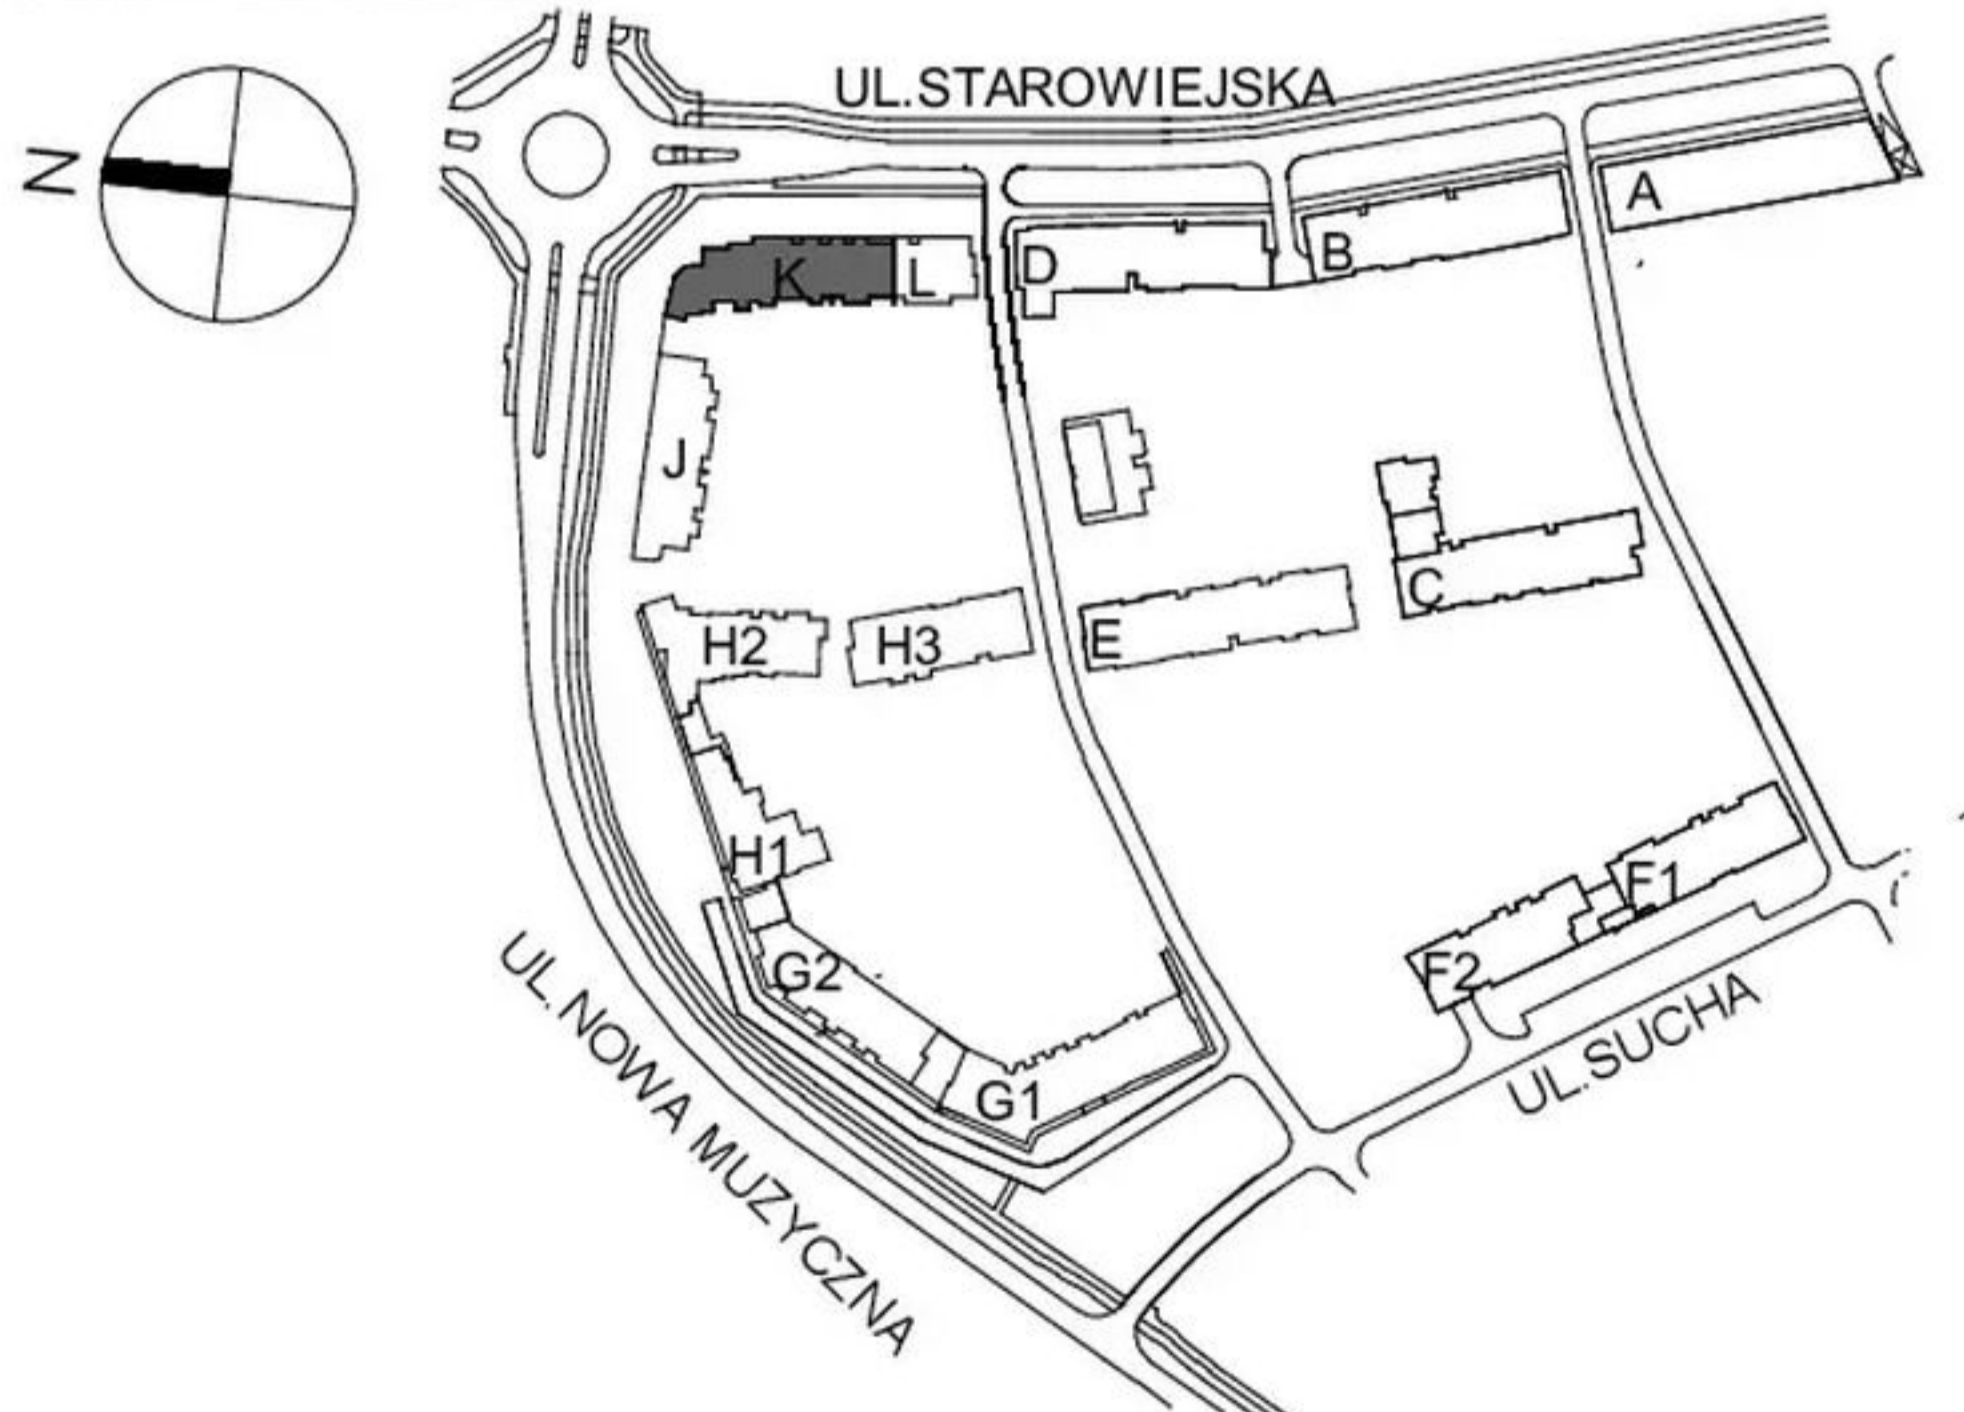 UL.STAROWIEJSKA
N
A
B
K
L
D
J
C
H2
H3
E
H1
F1
G2
F2
UL.SUCHA
G1
UL. NOWA MUZYCZNA